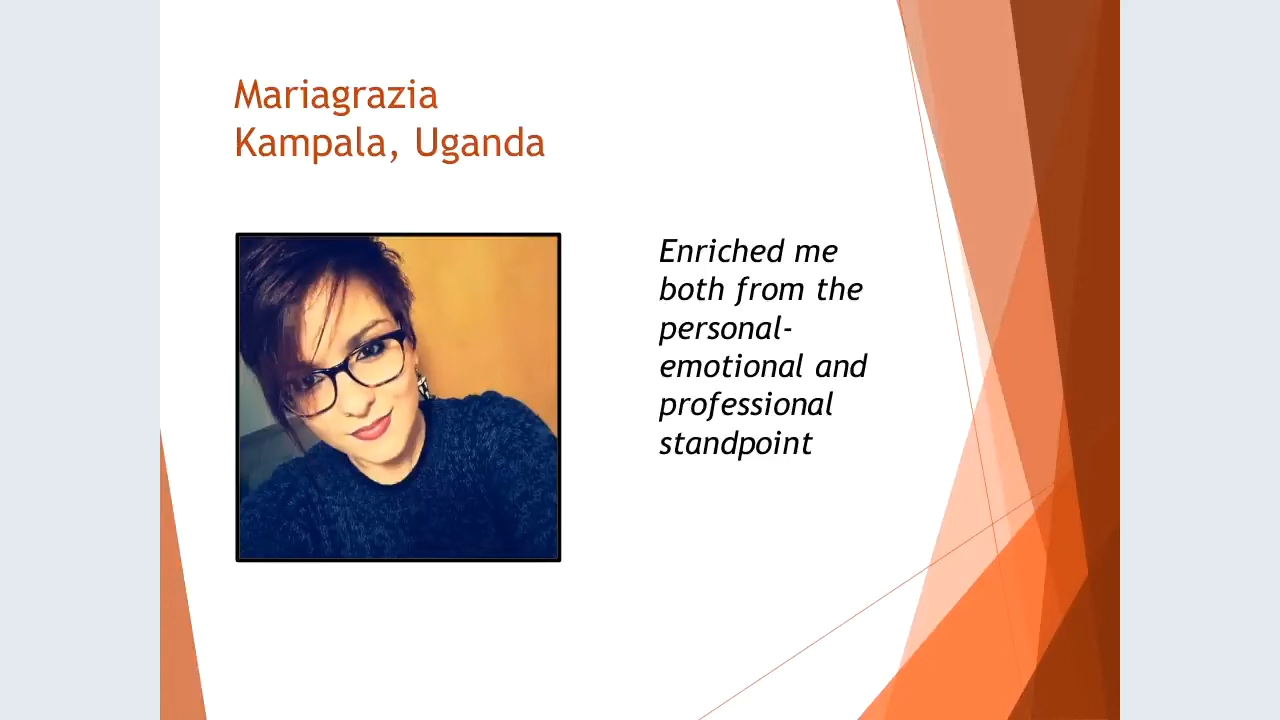 Mariagrazia
Kampala, Uganda
Enriched me
both from the
personal-
emotional and
professional
standpoint